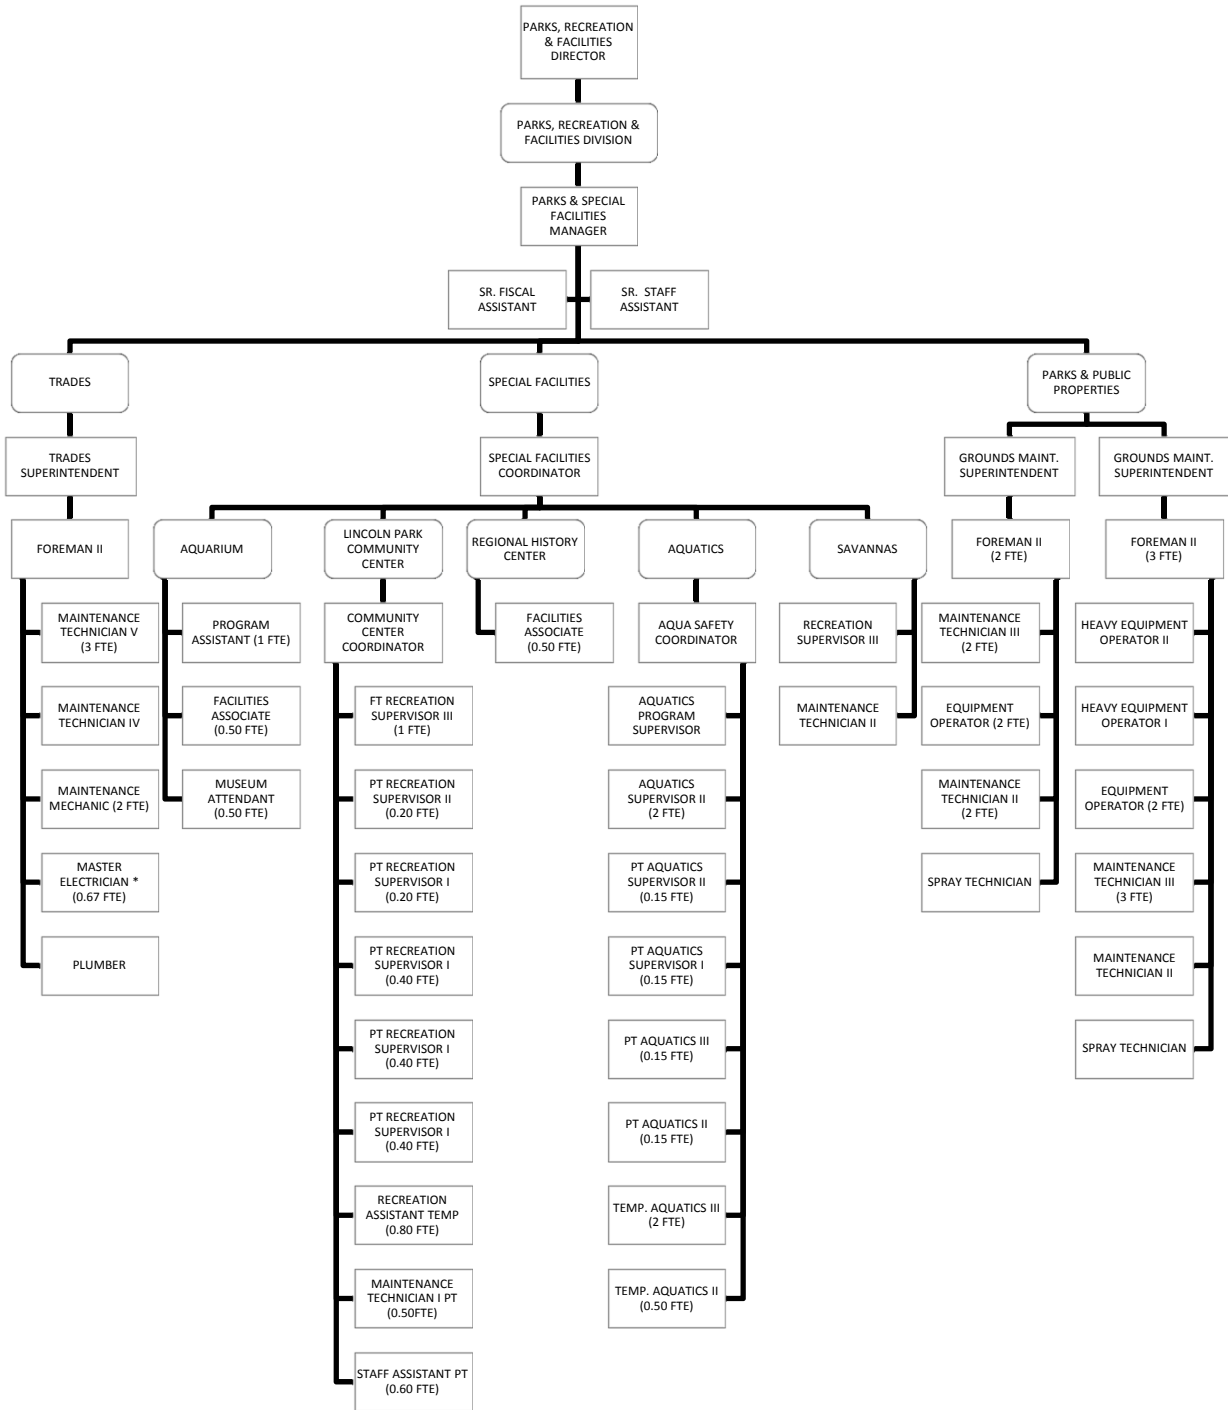 PARKS, RECREATION
& FACILITIES
DIRECTOR
PARKS, RECREATION &
FACILITIES DIVISION
PARKS & SPECIAL
FACILITIES
MANAGER
SR. FISCAL
ASSISTANT
SR. STAFF
ASSISTANT
TRADES
SPECIAL FACILITIES
PARKS & PUBLIC
PROPERTIES
TRADES
SUPERINTENDENT
SPECIAL FACILITIES
COORDINATOR
GROUNDS MAINT.
SUPERINTENDENT
GROUNDS MAINT.
SUPERINTENDENT
FOREMAN II
AQUARIUM
LINCOLN PARK
COMMUNITY
CENTER
REGIONAL HISTORY
CENTER
AQUATICS
SAVANNAS
FOREMAN II
(2 FTE)
FOREMAN II
(3 FTE)
MAINTENANCE
TECHNICIAN V
(3 FTE)
PROGRAM
ASSISTANT (1 FTE)
COMMUNITY
CENTER
COORDINATOR
FACILITIES
ASSOCIATE
(0.50 FTE)
AQUA SAFETY
COORDINATOR
RECREATION
SUPERVISOR III
MAINTENANCE
TECHNICIAN III
(2 FTE)
HEAVY EQUIPMENT
OPERATOR II
MAINTENANCE
TECHNICIAN IV
FACILITIES
ASSOCIATE
(0.50 FTE)
FT RECREATION
SUPERVISOR III
(1 FTE)
AQUATICS
PROGRAM
SUPERVISOR
MAINTENANCE
TECHNICIAN II
EQUIPMENT
OPERATOR (2 FTE)
HEAVY EQUIPMENT
OPERATOR I
MAINTENANCE
MECHANIC (2 FTE)
MUSEUM
ATTENDANT
(0.50 FTE)
PT RECREATION
SUPERVISOR II
(0.20 FTE)
AQUATICS
SUPERVISOR II
(2 FTE)
MAINTENANCE
TECHNICIAN II
(2 FTE)
EQUIPMENT
OPERATOR (2 FTE)
MASTER
ELECTRICIAN *
(0.67 FTE)
PT RECREATION
SUPERVISOR I
(0.20 FTE)
PT AQUATICS
SUPERVISOR II
(0.15 FTE)
SPRAY TECHNICIAN
MAINTENANCE
TECHNICIAN III
(3 FTE)
PLUMBER
PT RECREATION
SUPERVISOR I
(0.40 FTE)
PT AQUATICS
SUPERVISOR I
(0.15 FTE)
MAINTENANCE
TECHNICIAN II
PT RECREATION
SUPERVISOR I
(0.40 FTE)
PT AQUATICS III
(0.15 FTE)
SPRAY TECHNICIAN
PT RECREATION
SUPERVISOR I
(0.40 FTE)
PT AQUATICS II
(0.15 FTE)
RECREATION
ASSISTANT TEMP
(0.80 FTE)
TEMP. AQUATICS III
(2 FTE)
MAINTENANCE
TECHNICIAN I PT
(0.50FTE)
TEMP. AQUATICS II
(0.50 FTE)
STAFF ASSISTANT PT
(0.60 FTE)